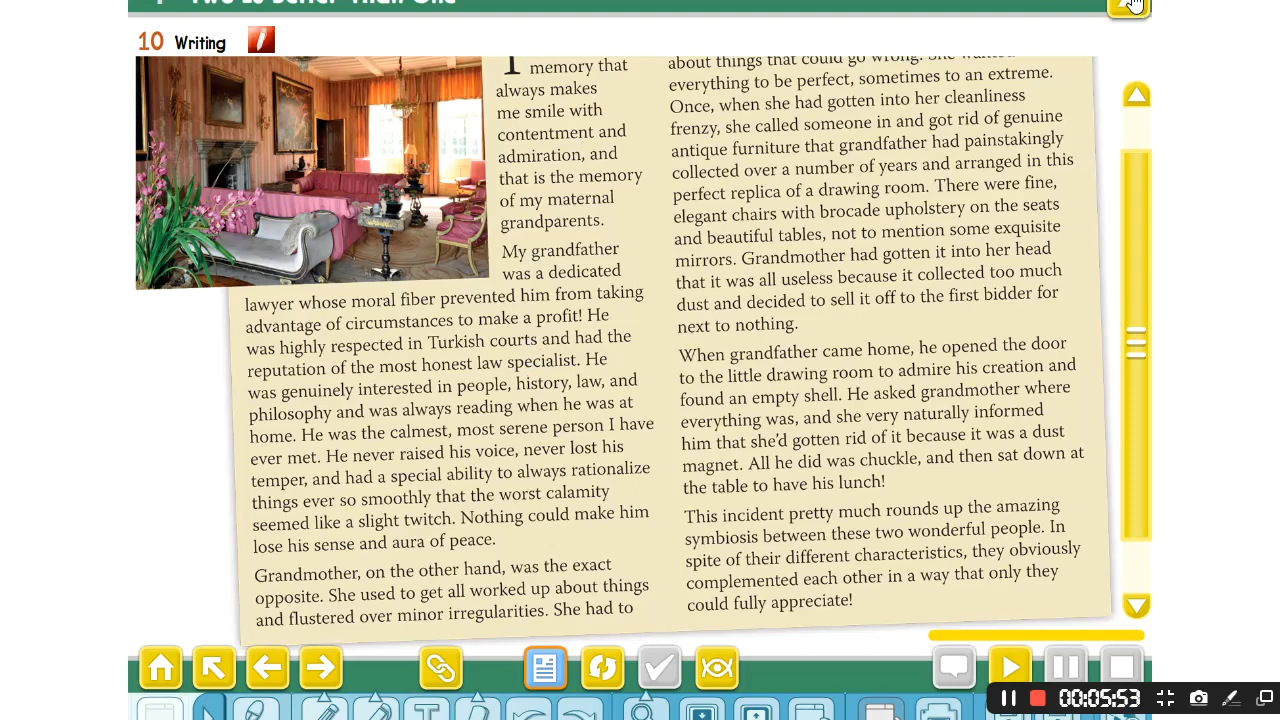 Two Is Better Than One
10 Writing
memory that
always makes
me smile with
contentment and
admiration, and
that is the memory
of my maternal
grandparents.
My grandfather
was a dedicated
lawyer whose moral fiber prevented him from taking
advantage of circumstances to make a profit! He
was highly respected in Turkish courts and had the
reputation of the most honest law specialist. He
was genuinely interested in people, history, law, and
philosophy and was always reading when he was at
home. He was the calmest, most serene person I have
ever met. He never raised his voice, never lost his
temper, and had a special ability to always rationalize
things ever so smoothly that the worst calamity
seemed like a slight twitch. Nothing could make him
lose his sense and aura of peace.
Grandmother, on the other hand, was the exact
opposite. She used to get all worked up about things
and flustered over minor irregularities. She had to
about things that could go wrong. She wanted
everything to be perfect, sometimes to an extreme.
Once, when she had gotten into her cleanliness
frenzy, she called someone in and got rid of genuine
antique furniture that grandfather had painstakingly
collected over a number of years and arranged in this
perfect replica of a drawing room. There were fine,
elegant chairs with brocade upholstery on the seats
and beautiful tables, not to mention some exquisite
mirrors. Grandmother had gotten it into her head
that it was all useless because it collected too much
dust and decided to sell it off to the first bidder for
next to nothing.
When grandfather came home, he opened the door
to the little drawing room to admire his creation and
found an empty shell. He asked grandmother where
everything was, and she very naturally informed
him that she'd gotten rid of it because it was a dust
magnet. All he did was chuckle, and then sat down at
the table to have his lunch!
This incident pretty much rounds up the amazing
symbiosis between these two wonderful people. In
spite of their different characteristics, they obviously
complemented each other in a way that only they
could fully appreciate!
00:05:53